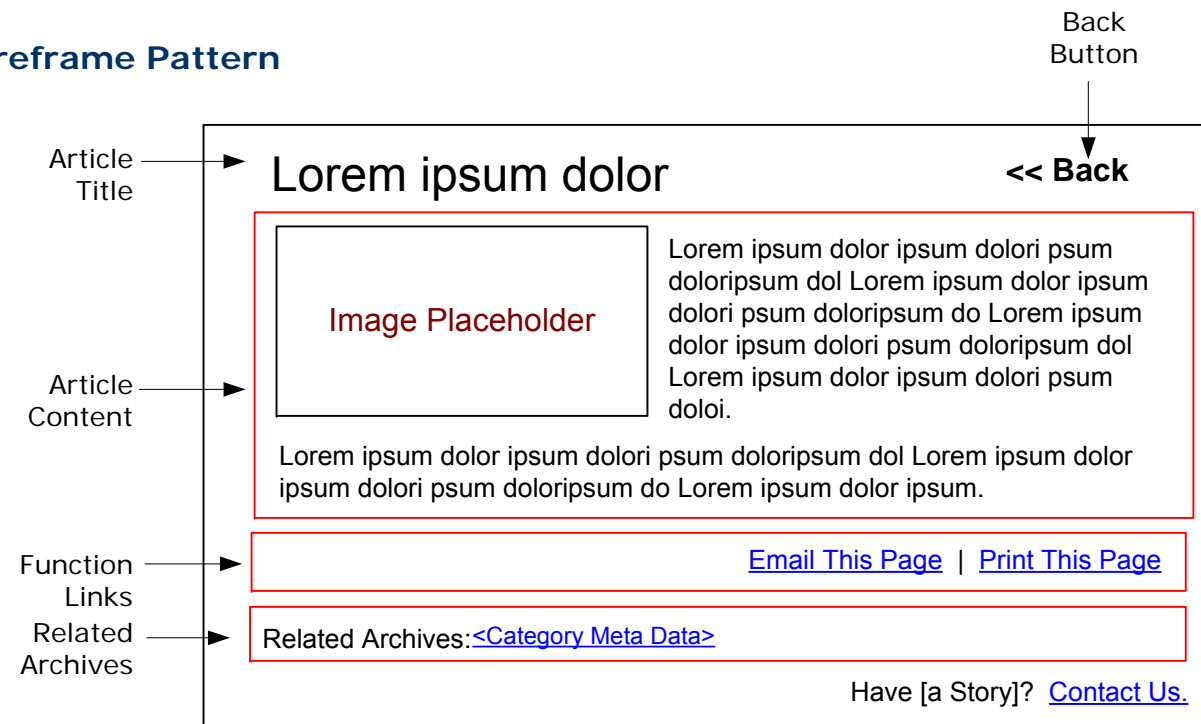 reframe Pattern
Back
Button
Article
Title
Lorem ipsum dolor
<< Back
Image Placeholder
Lorem ipsum dolor ipsum dolori psum
doloripsum dol Lorem ipsum dolor ipsum
dolori psum doloripsum do Lorem ipsum
dolor ipsum dolori psum doloripsum dol
Lorem ipsum dolor ipsum dolori psum
doloi.
Article
Content
Lorem ipsum dolor ipsum dolori psum doloripsum dol Lorem ipsum dolor
ipsum dolori psum doloripsum do Lorem ipsum dolor ipsum.
Function
Links
Email This Page | Print This Page
Related
Archives
Related Archives:<Category Meta Data>
Have [a Story]? Contact Us.